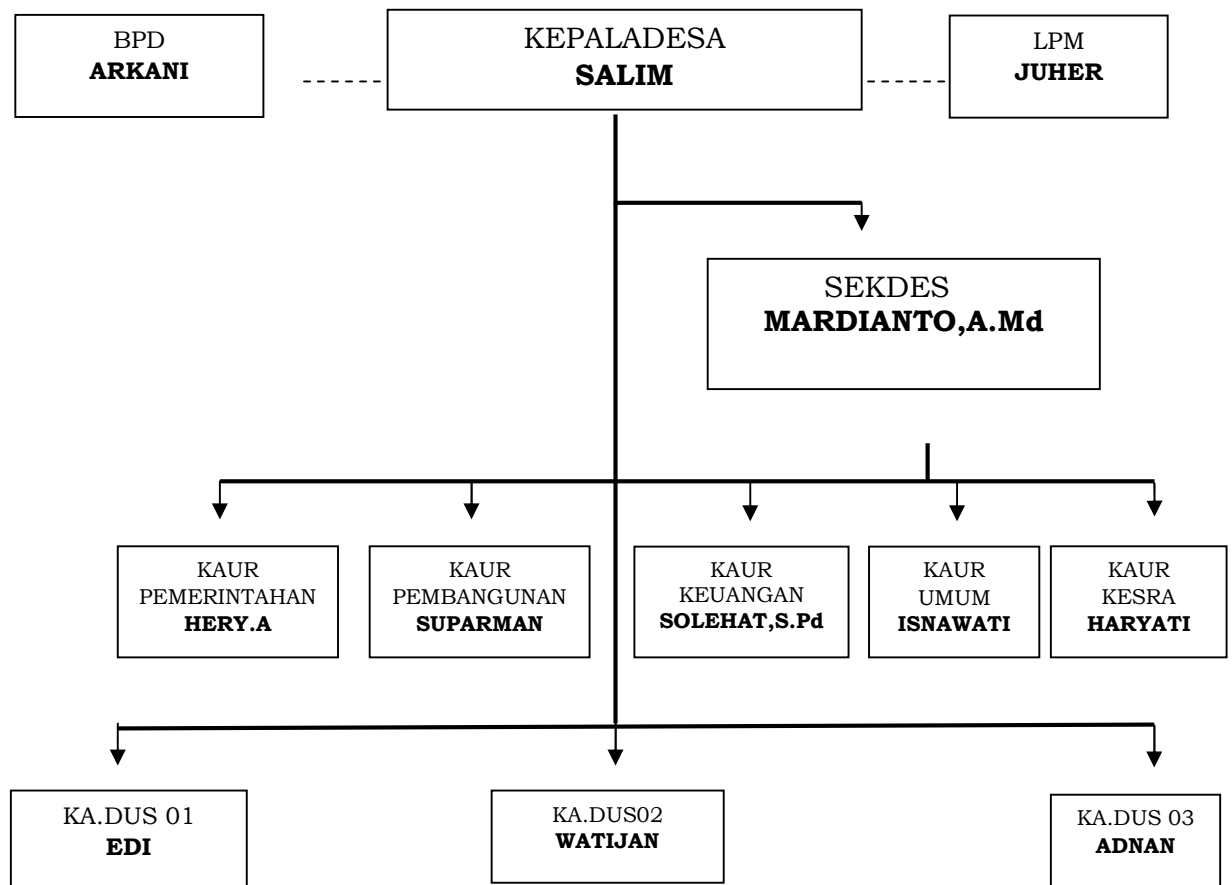 BPD
ARKANI
KEPALADESA
SALIM
LPM
JUHER
SEKDES
MARDIANTO,A.Md
KAUR
PEMERINTAHAN
HERY.A
KAUR
PEMBANGUNAN
SUPARMAN
KAUR
KEUANGAN
SOLEHAT,S.Pd
KAUR
UMUM
ISNAWATI
KAUR
KESRA
HARYATI
KA.DUS 01
EDI
KA.DUS02
WATIJAN
KA.DUS 03
ADNAN